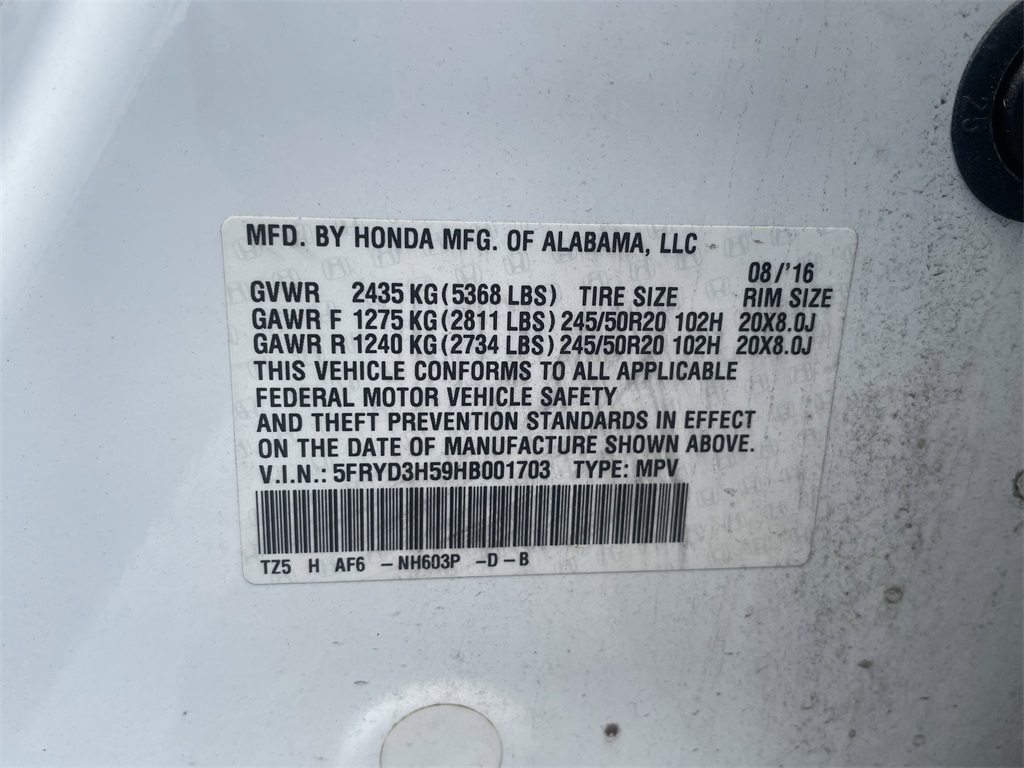 MFD. BY HONDA MFG. OF ALABAMA, LLC
08/'16
GVWR 2435 KG (5368 LBS) TIRE SIZE RIM SIZE
GAWR F 1275 KG (2811 LBS) 245/50R20 102H 20X8.0J
GAWR R 1240 KG (2734 LBS) 245/50R20 102H 20X8.0J
THIS VEHICLE CONFORMS TO ALL APPLICABLE
FEDERAL MOTOR VEHICLE SAFETY
AND THEFT PREVENTION STANDARDS IN EFFECT
ON THE DATE OF MANUFACTURE SHOWN ABOVE.
V.I.N.: 5FRYD3H59HB001703 TYPE: MPV
TZ5 H AF6 -NH603P -D-B
25